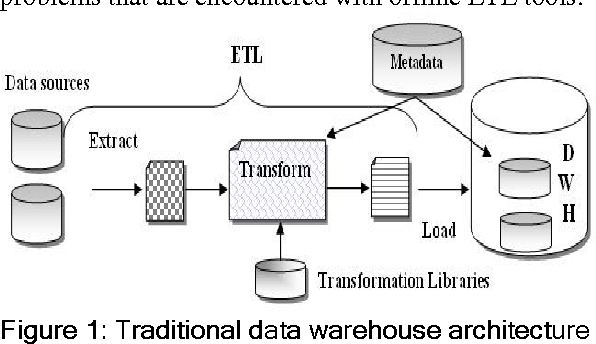 problems that are encountered with offline ETL tools.
ETL
Metadata
Data sources
Extract
Transform
D
W
H
Load
Transformation Libraries
Figure 1: Traditional data warehouse architecture